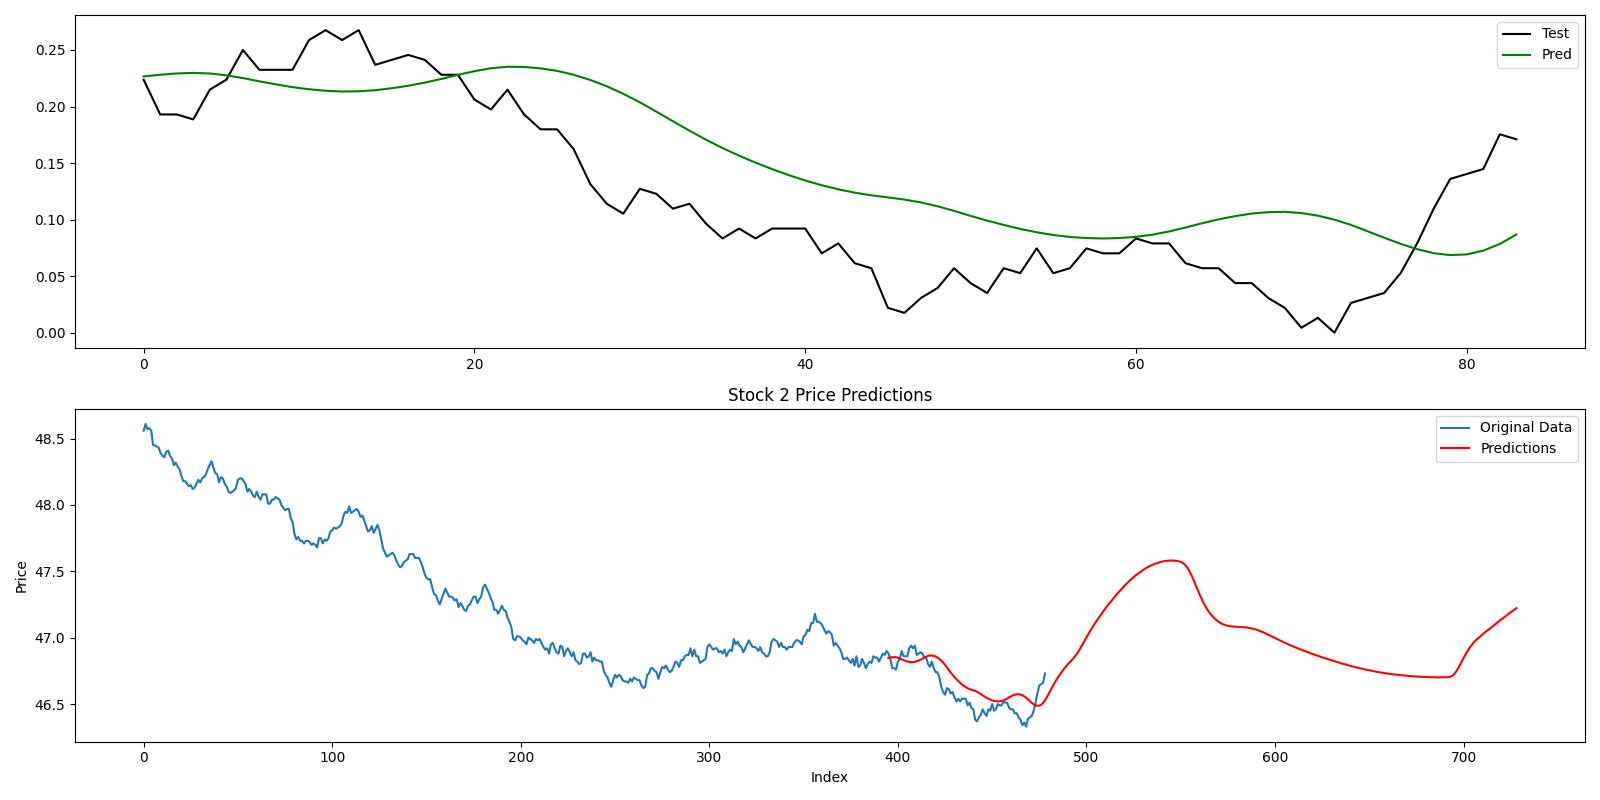 0.25
0.20
0.15
0.10
0.05
0.00
0 20 40 60 80
Test
Pred
Stock 2 Price Predictions
48.5
48.0
47.5
47.0
46.5
Price
0 100 200 300 400 500 600 700
Index
Original Data
Predictions